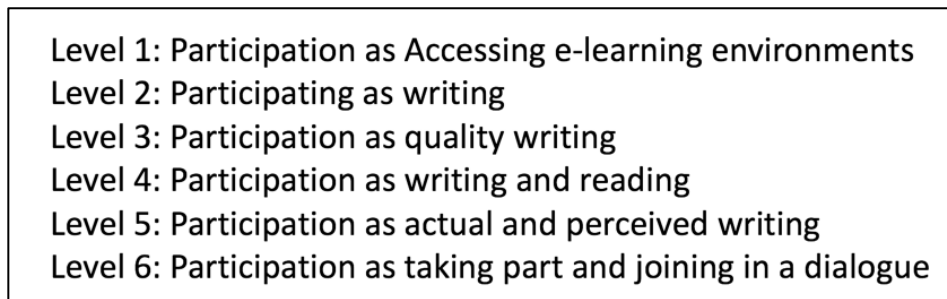 Level 1: Participation as Accessing e-learning environments
Level 2: Participating as writing
Level 3: Participation as quality writing
Level 4: Participation as writing and reading
Level 5: Participation as actual and perceived writing
Level 6: Participation as taking part and joining in a dialogue